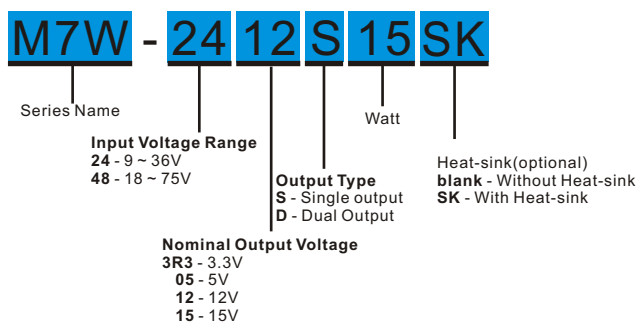 M7W - 24 12 S 15 SK
Series Name
Watt
Input Voltage Range
24 - 9 ~ 36V
48 - 18 ~ 75V
Output Type
S - Single output
D - Dual Output
Heat-sink(optional)
blank - Without Heat-sink
SK - With Heat-sink
Nominal Output Voltage
3R3 - 3.3V
05 - 5V
12 - 12V
15 - 15V